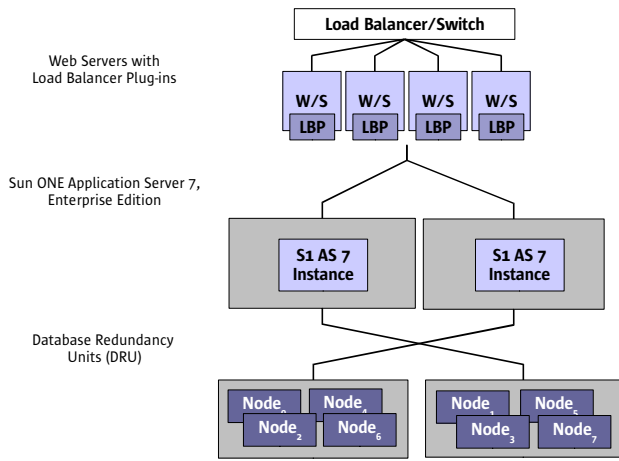 Load Balancer/Switch
Web Servers with
Load Balancer Plug-ins
W/S W/S W/S W/S
LBP LBP LBP LBP
Sun ONE Application Server 7,
Enterprise Edition
S1 AS 7
Instance
S1 AS 7
Instance
Database Redundancy
Units (DRU)
Node Node4
Node2 Node6
Node1 Node5
Node3 Node7